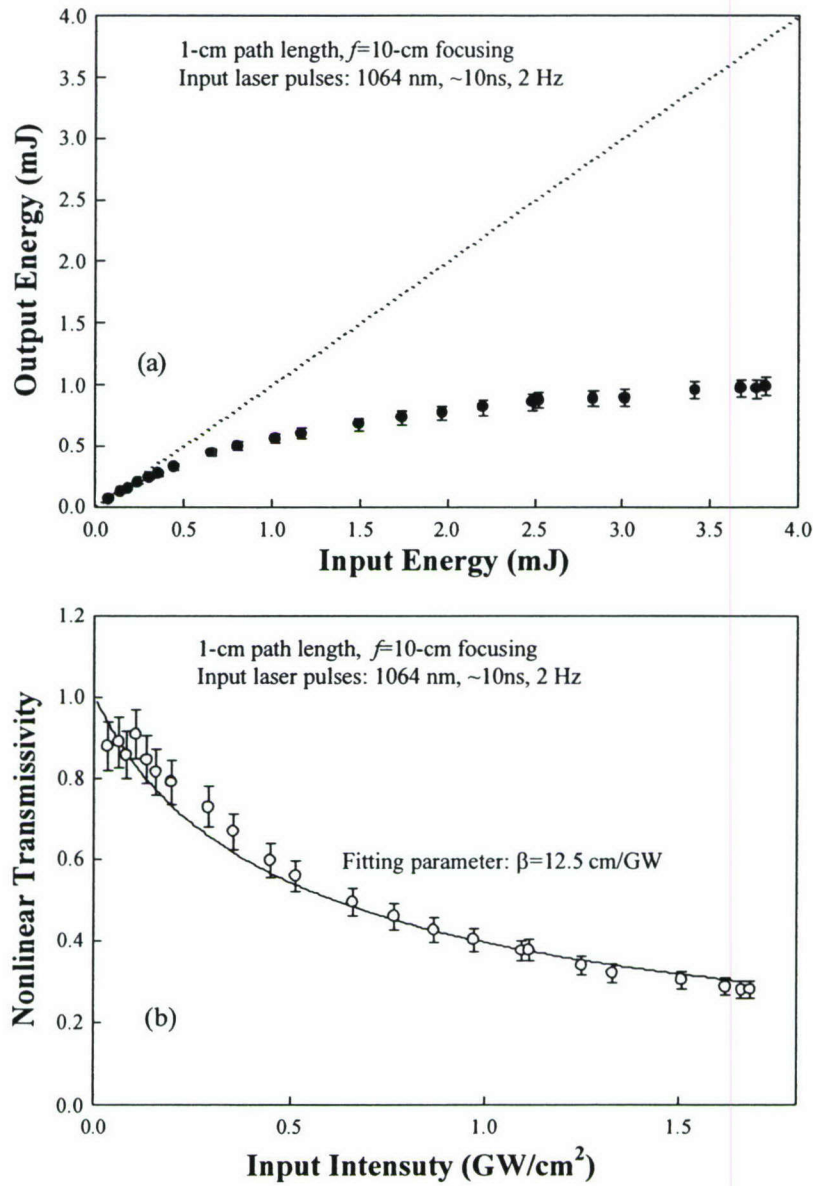 4.0
3.5
3.0
2.5
2.0
1.5
1.0
0.5
0.0
Output Energy (mJ)
1-cm path length, f=10-cm focusing
Input laser pulses: 1064 nm, ~10ns, 2 Hz
(a)
0.0 0.5 1.0 1.5 2.0 2.5 3.0 3.5 4.0
Input Energy (mJ)
1.2
1.0
0.8
0.6
0.4
0.2
0.0
Nonlinear Transmissivity
1-cm path length, f=10-cm focusing
Input laser pulses: 1064 nm, ~10ns, 2 Hz
Fitting parameter: β=12.5 cm/GW
(b)
0.0 0.5 1.0 1.5
Input Intensuty (GW/cm²)